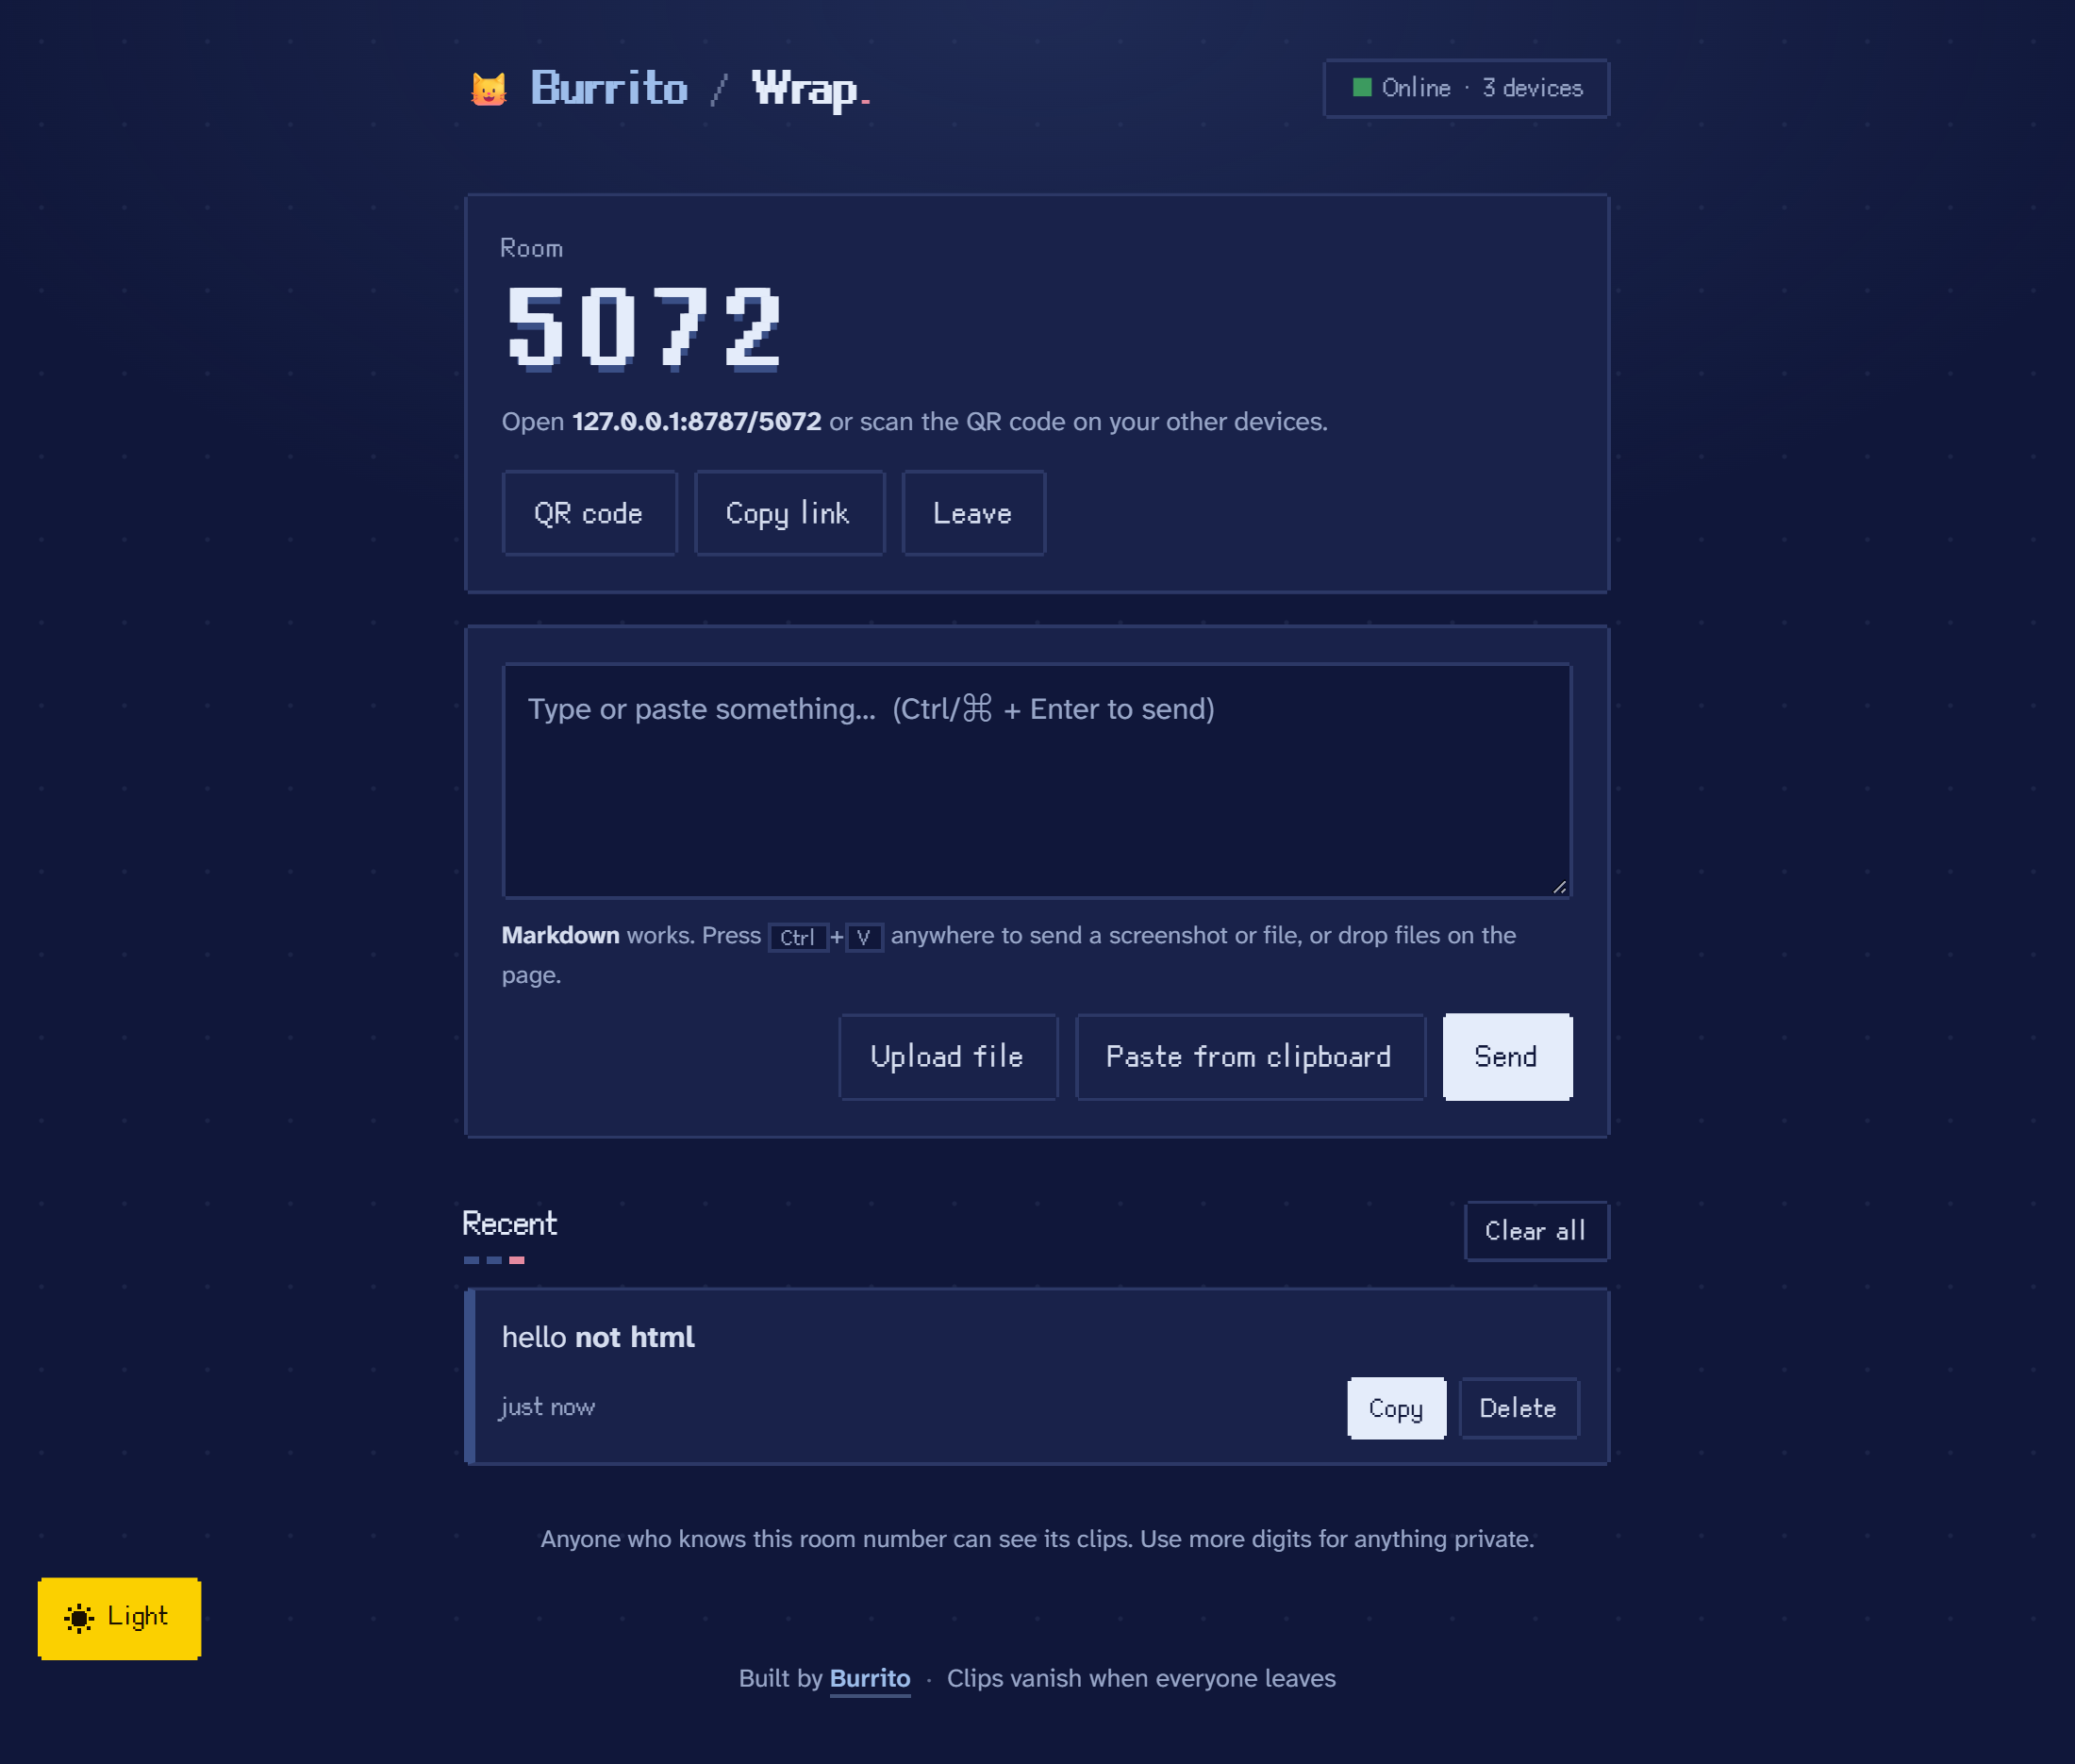 Burrito / Wrap.
Online · 3 devices
Room
5072
Open 127.0.0.1:8787/5072 or scan the QR code on your other devices.
QR code
Copy link
Leave
Type or paste something... (Ctrl/⌘ + Enter to send)
Markdown works. Press Ctrl+V anywhere to send a screenshot or file, or drop files on the
page.
Upload file
Paste from clipboard
Send
Recent
Clear all
hello not html
just now
Copy
Delete
Anyone who knows this room number can see its clips. Use more digits for anything private.
Light
Built by Burrito · Clips vanish when everyone leaves